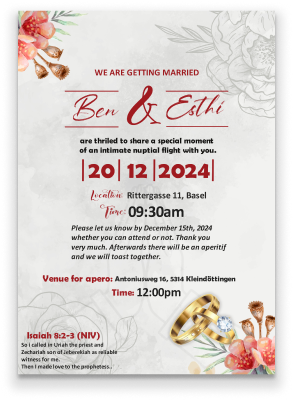 WE ARE GETTING MARRIED
Ben & Esthi
are thriled to share a special moment
of an intimate nuptial flight with you.
|20| 12 |2024|
Location: Rittergasse 11, Basel
Time: 09:30am
Please let us know by December 15th, 2024
whether you can attend or not. Thank you
very much. Afterwards there will be an aperitif
and we will toast together.
Venue for apero: Antoniusweg 16, 5314 Kleindöttingen
Time: 12:00pm
Isaiah 8:2-3 (NIV)
So i called in Uriah the priest and
Zechariah son of Jeberekiah as reliable
witness for me.
Then I made love to the prophetess..